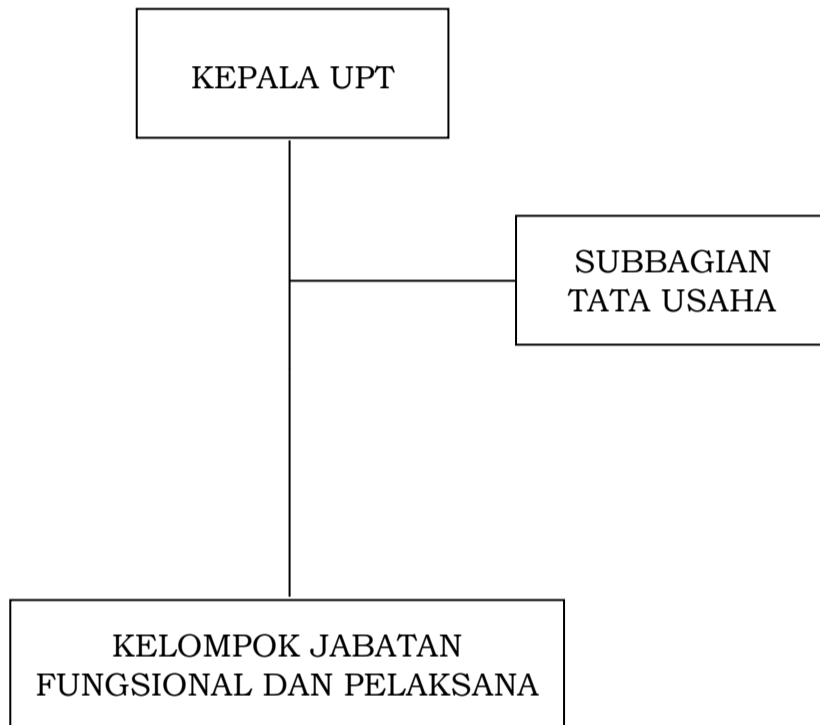 KEPALA UPT
SUBBAGIAN
TATA USAHA
KELOMPOK JABATAN
FUNGSIONAL DAN PELAKSANA